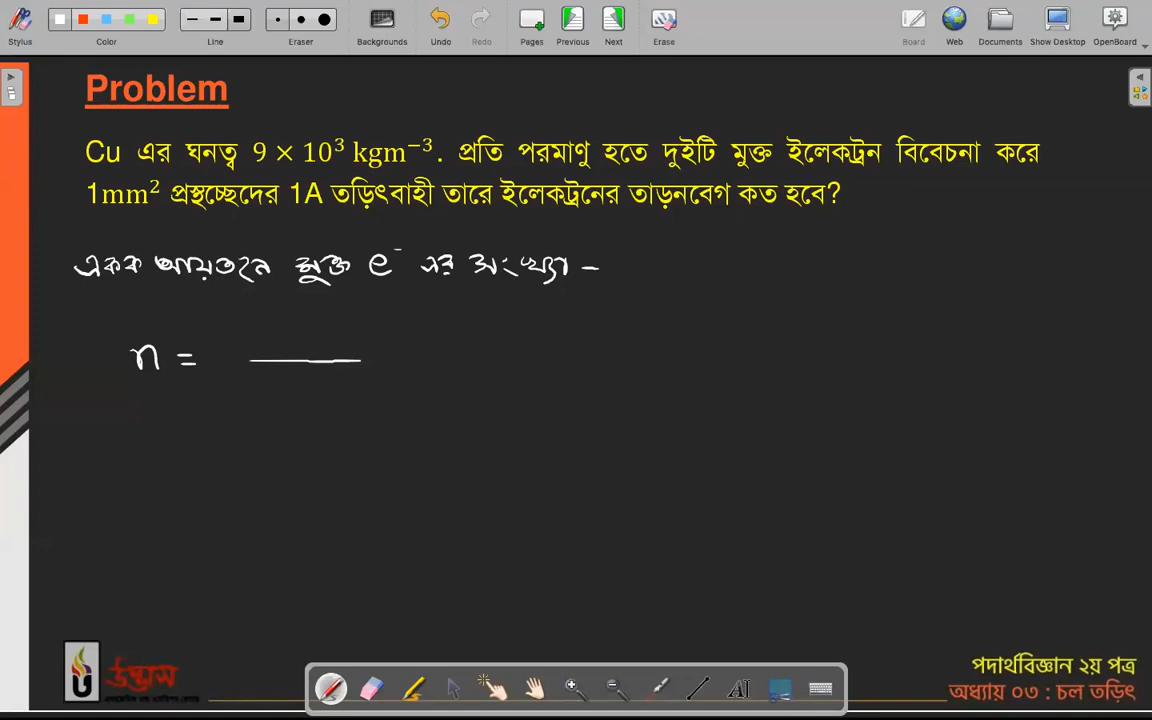 Stylus Color Line Eraser Backgrounds Undo Redo Pages Previous Next Erase Board Web Documents Show Desktop OpenBoard
Problem
Cu এর ঘনত্ব 9 × 10³ kgm⁻³. প্রতি পরমাণু হতে দুইটি মুক্ত ইলেকট্রন বিবেচনা করে
1mm² প্রস্থচ্ছেদের 1A তড়িৎবাহী তারে ইলেকট্রনের তাড়নবেগ কত হবে?
একক আয়তনে মুক্ত e⁻ এর সংখ্যা –
n =
উদ্ভাস
পদার্থবিজ্ঞান ২য় পত্র
অধ্যায় ০৩ : চল তড়িৎ